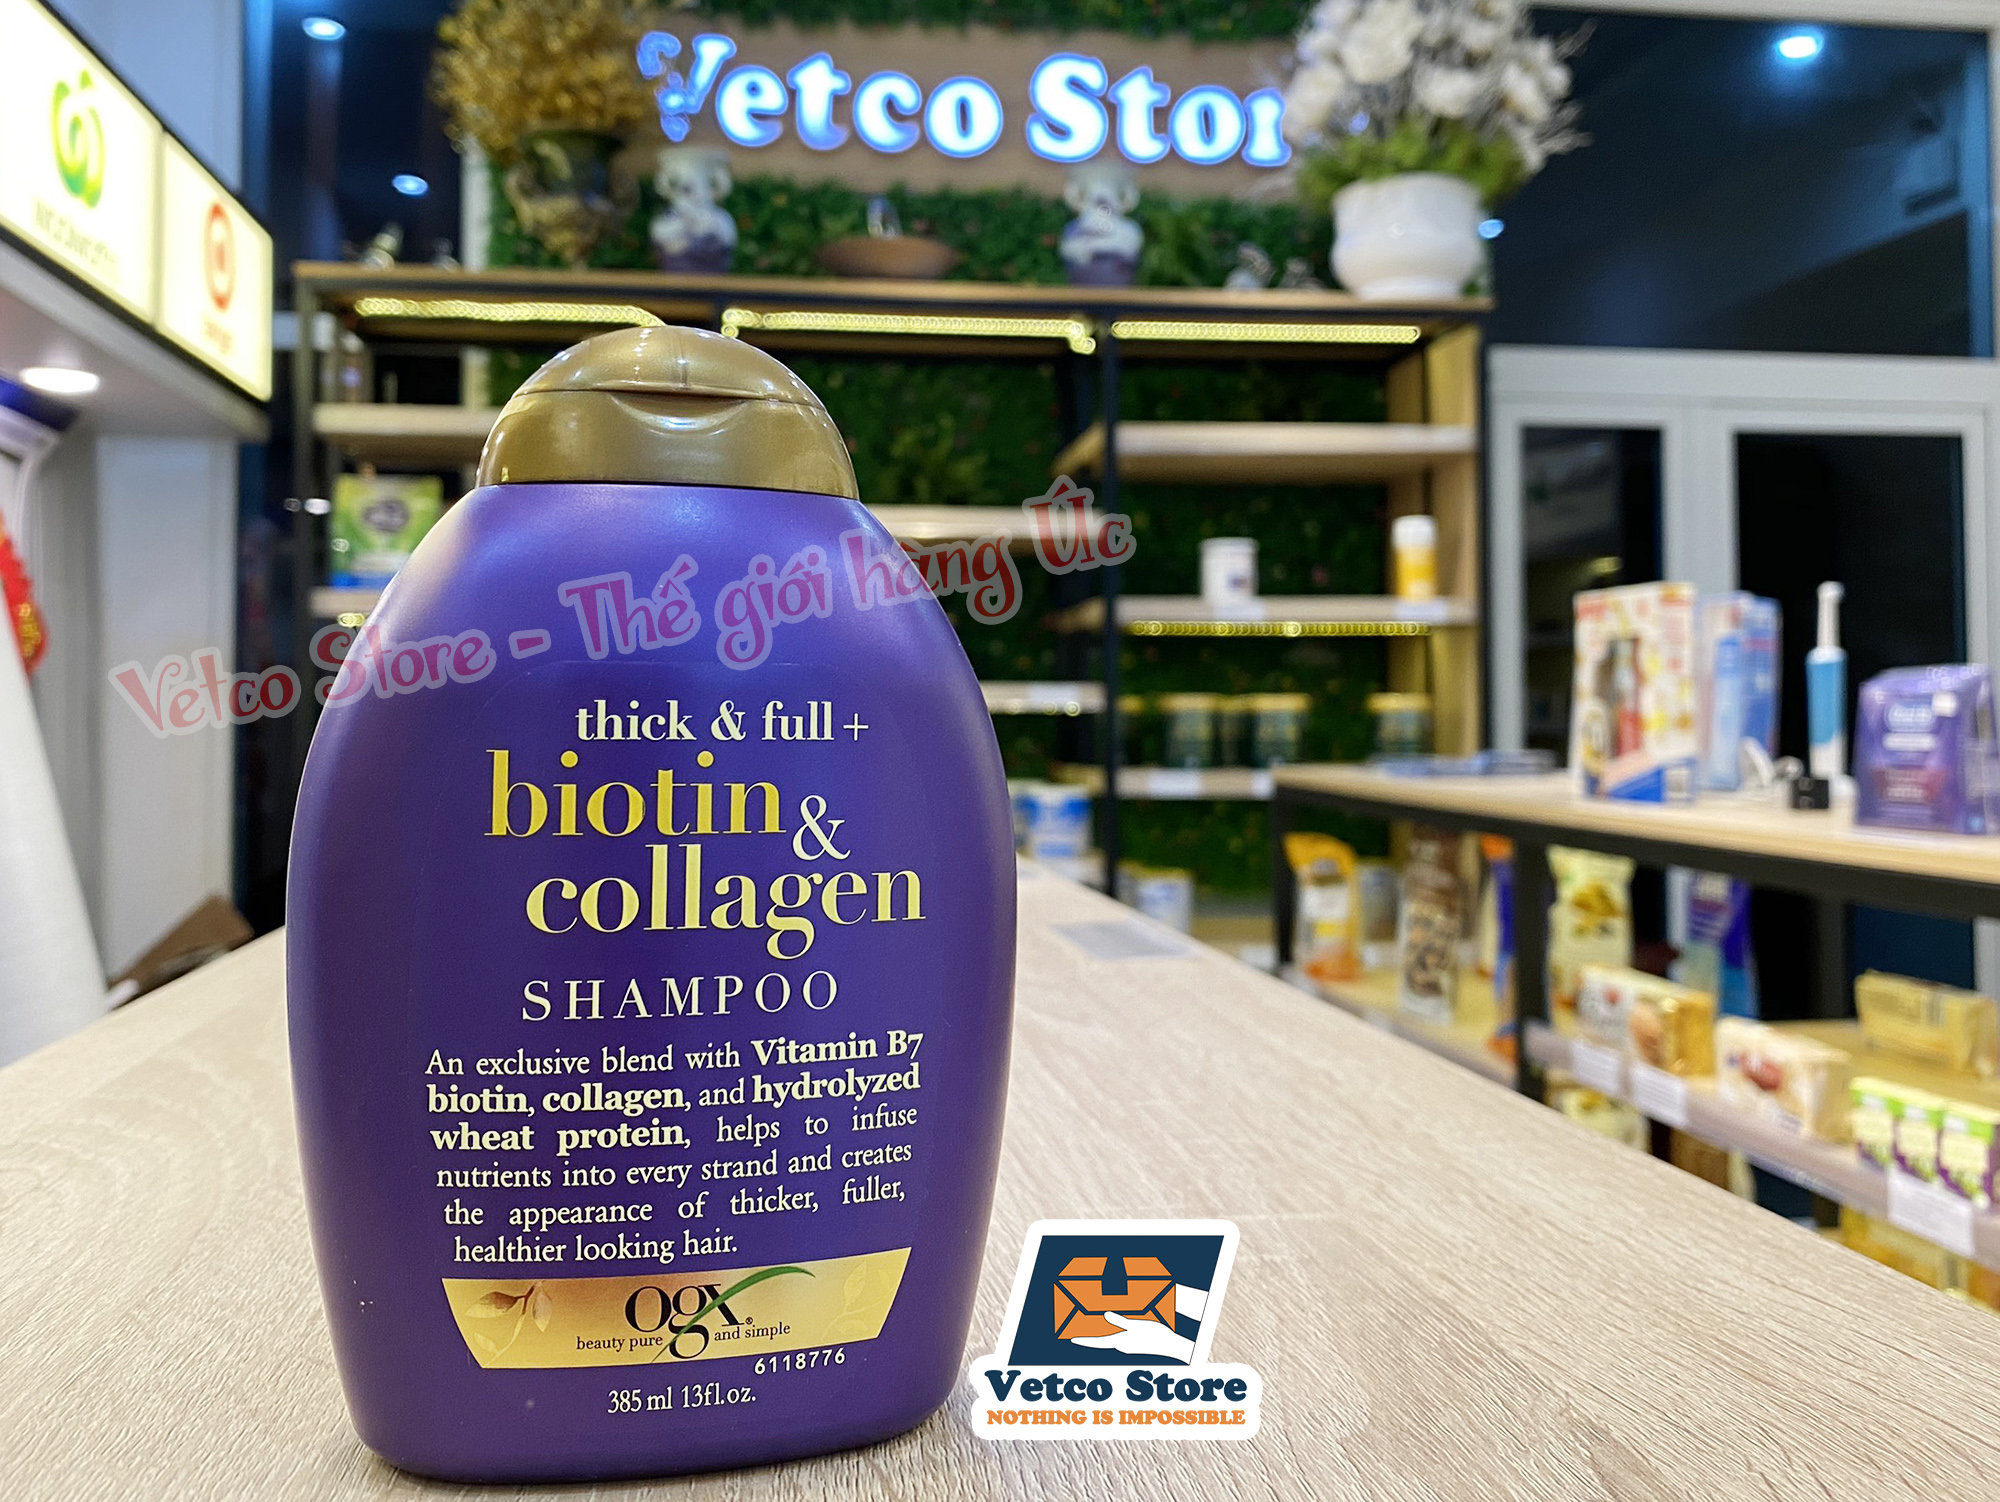 Vetco Stor
Vetco Store - Thế giới hàng Úc
thick & full +
biotin &
collagen
SHAMPOO
An exclusive blend with Vitamin B7
biotin, collagen, and hydrolyzed
wheat protein, helps to infuse
nutrients into every strand and creates
the appearance of thicker, fuller,
healthier looking hair.
ogx®
beauty pure and simple
6118776
385 ml 13fl.oz.
Vetco Store
NOTHING IS IMPOSSIBLE